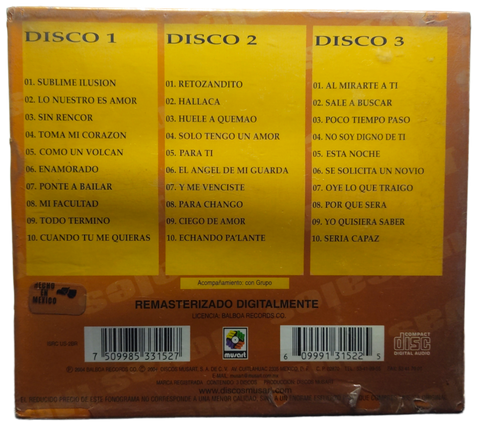 DISCO 1
01. SUBLIME ILUSION
02. LO NUESTRO ES AMOR
03. SIN RENCOR
04. TOMA MI CORAZON
05. COMO UN VOLCAN
06. ENAMORADO
07. PONTE A BAILAR
08. MI FACULTAD
09. TODO TERMINO
10. CUANDO TU ME QUIERAS
DISCO 2
01. RETOZANDITO
02. HALLACA
03. HUELE A QUEMAO
04. SOLO TENGO UN AMOR
05. PARA TI
06. EL ANGEL DE MI GUARDA
07. Y ME VENCISTE
08. PARA CHANGO
09. CIEGO DE AMOR
10. ECHANDO PA'LANTE
DISCO 3
01. AL MIRARTE A TI
02. SALE A BUSCAR
03. POCO TIEMPO PASO
04. NO SOY DIGNO DE TI
05. ESTA NOCHE
06. SE SOLICITA UN NOVIO
07. OYE LO QUE TRAIGO
08. POR QUE SERA
09. YO QUISIERA SABER
10. SERIA CAPAZ
Acompañamiento: con Grupo
HECHO
EN
MEXICO
REMASTERIZADO DIGITALMENTE
LICENCIA: BALBOA RECORDS CO.
7 509985 331527
musart
6 09991 31522 5
COMPACT
disc
DIGITAL AUDIO